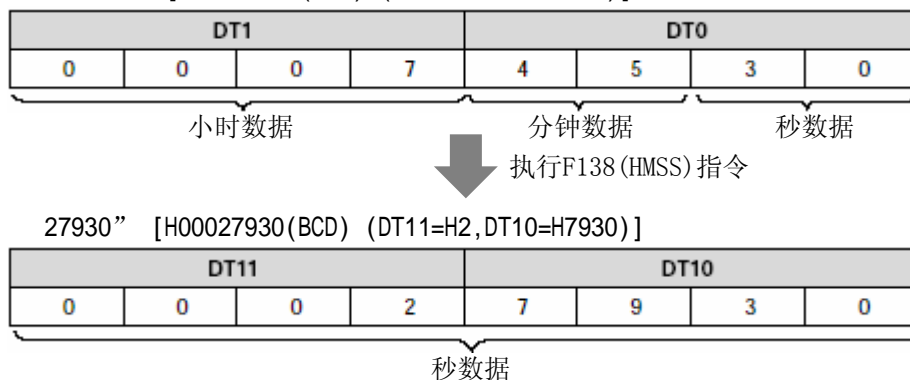 DT1 DT0
0 0 0 7 4 5 3 0
小时数据 分钟数据 秒数据
执行F138(HMSS)指令
27930” [H00027930(BCD) (DT11=H2,DT10=H7930)]
DT11 DT10
0 0 0 2 7 9 3 0
秒数据